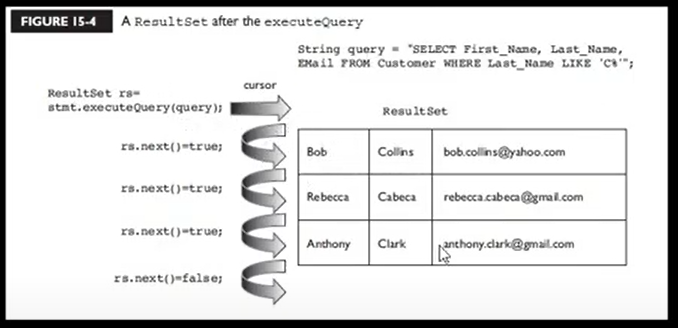 FIGURE 15-4 A ResultSet after the executeQuery
String query = "SELECT First_Name, Last_Name,
EMail FROM Customer WHERE Last_Name LIKE 'C%'";
ResultSet rs=
stmt.executeQuery(query);
cursor
ResultSet
rs.next()=true;
Bob Collins bob.collins@yahoo.com
rs.next()=true;
Rebecca Cabeca rebecca.cabeca@gmail.com
rs.next()=true;
Anthony Clark anthony.clark@gmail.com
rs.next()=false;